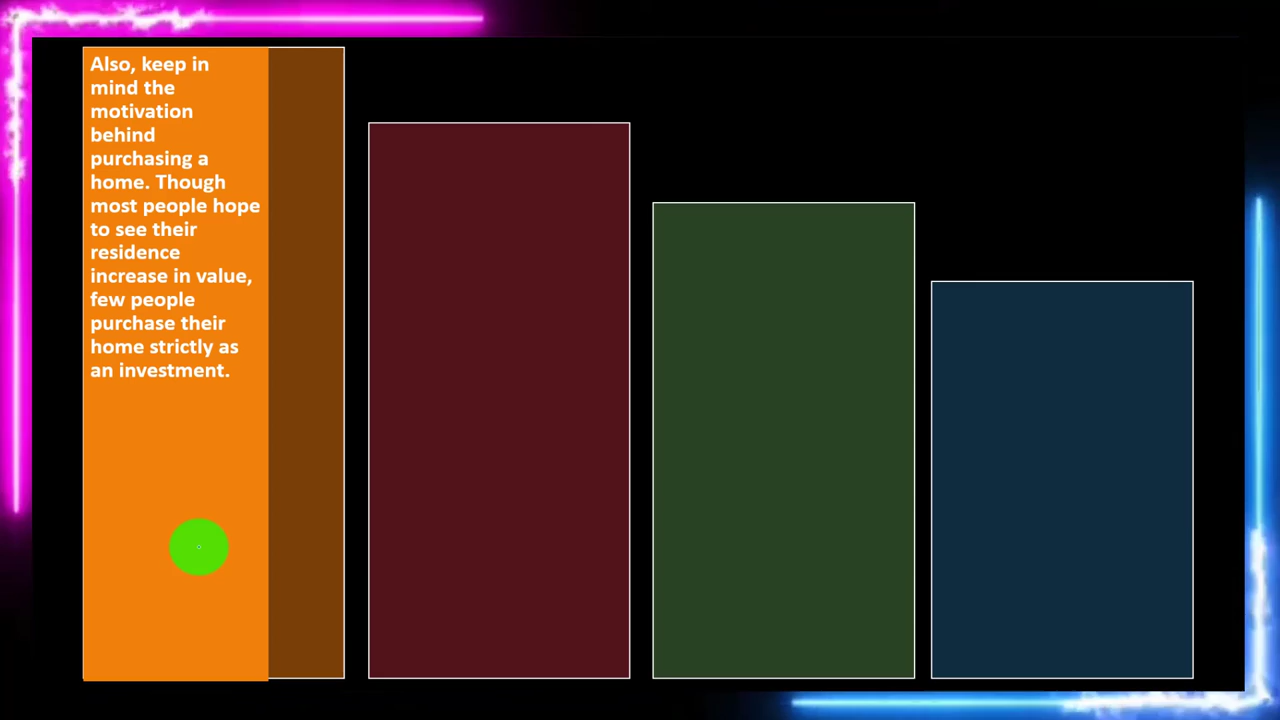 Also, keep in
mind the
motivation
behind
purchasing a
home. Though
most people hope
to see their
residence
increase in value,
few people
purchase their
home strictly as
an investment.